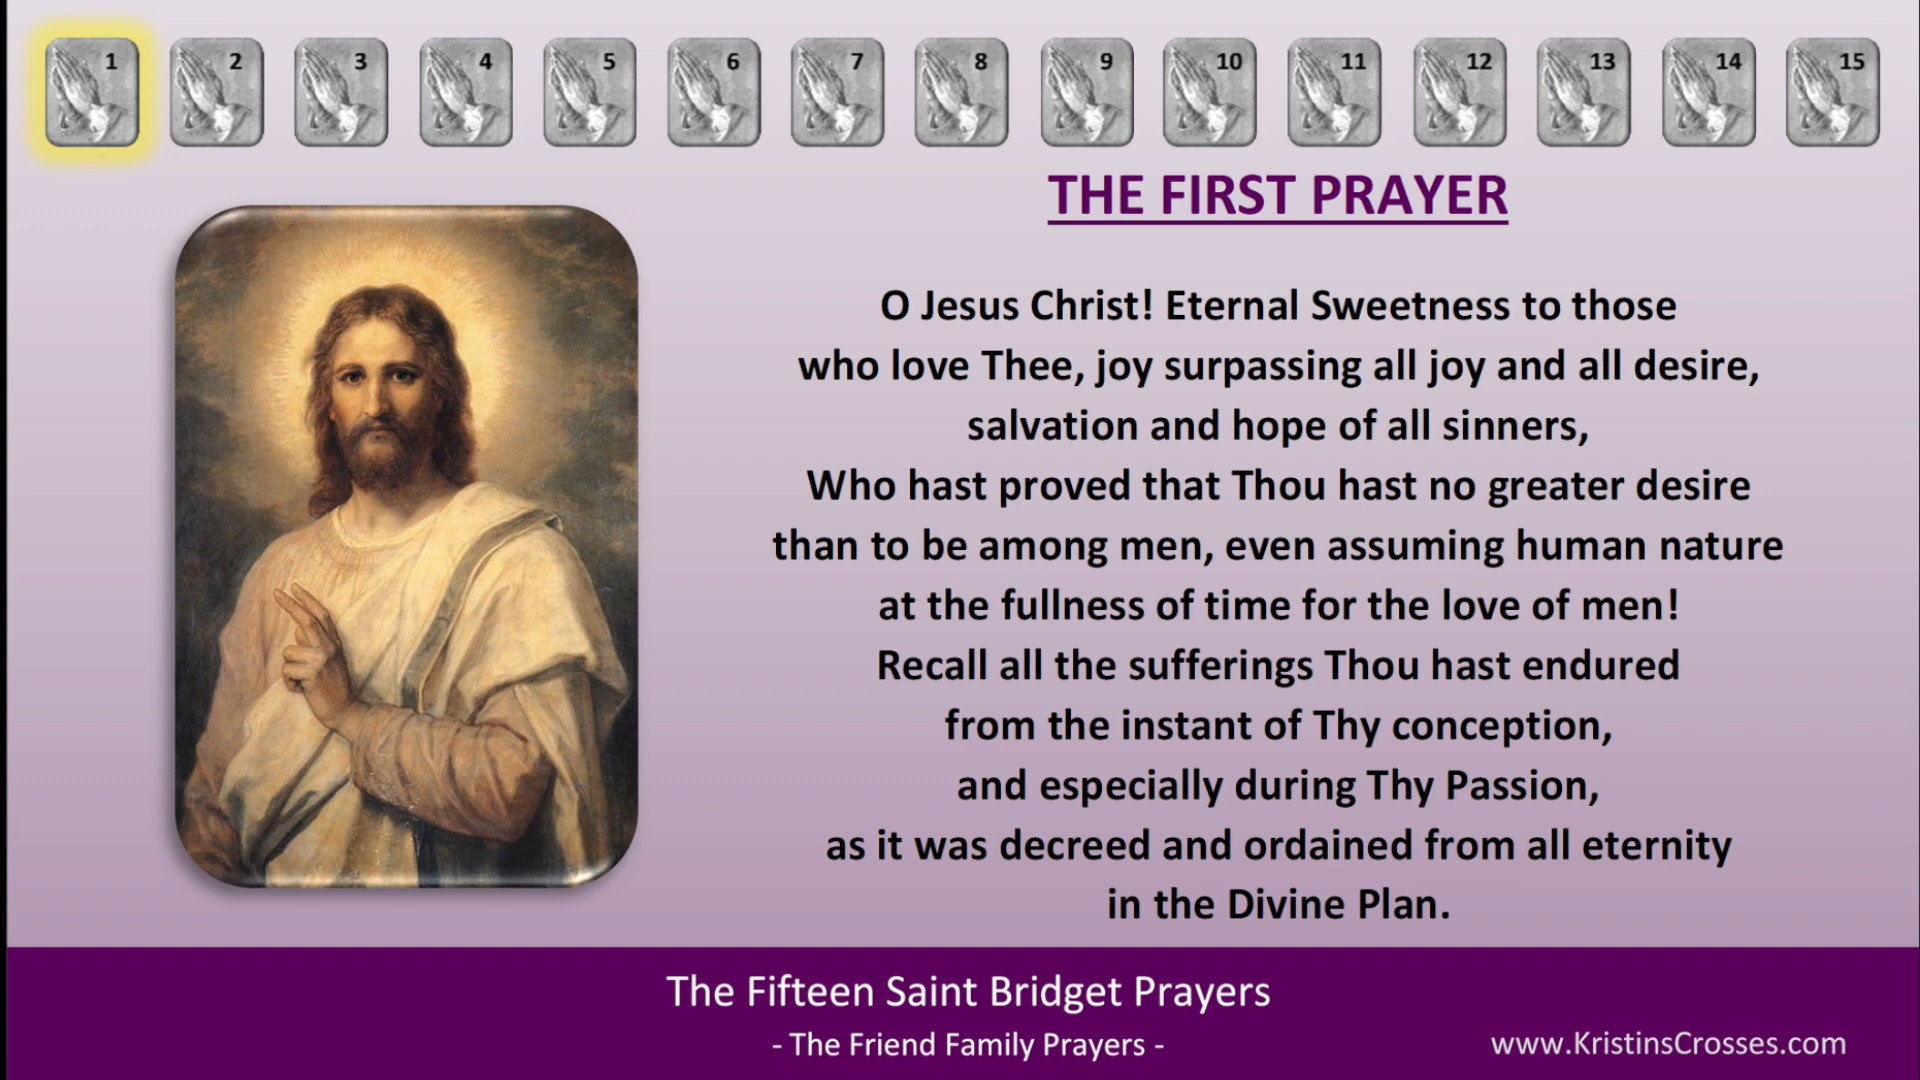 1 2 3 4 5 6 7 8 9 10 11 12 13 14 15
THE FIRST PRAYER
O Jesus Christ! Eternal Sweetness to those
who love Thee, joy surpassing all joy and all desire,
salvation and hope of all sinners,
Who hast proved that Thou hast no greater desire
than to be among men, even assuming human nature
at the fullness of time for the love of men!
Recall all the sufferings Thou hast endured
from the instant of Thy conception,
and especially during Thy Passion,
as it was decreed and ordained from all eternity
in the Divine Plan.
The Fifteen Saint Bridget Prayers
- The Friend Family Prayers -
www.KristinsCrosses.com